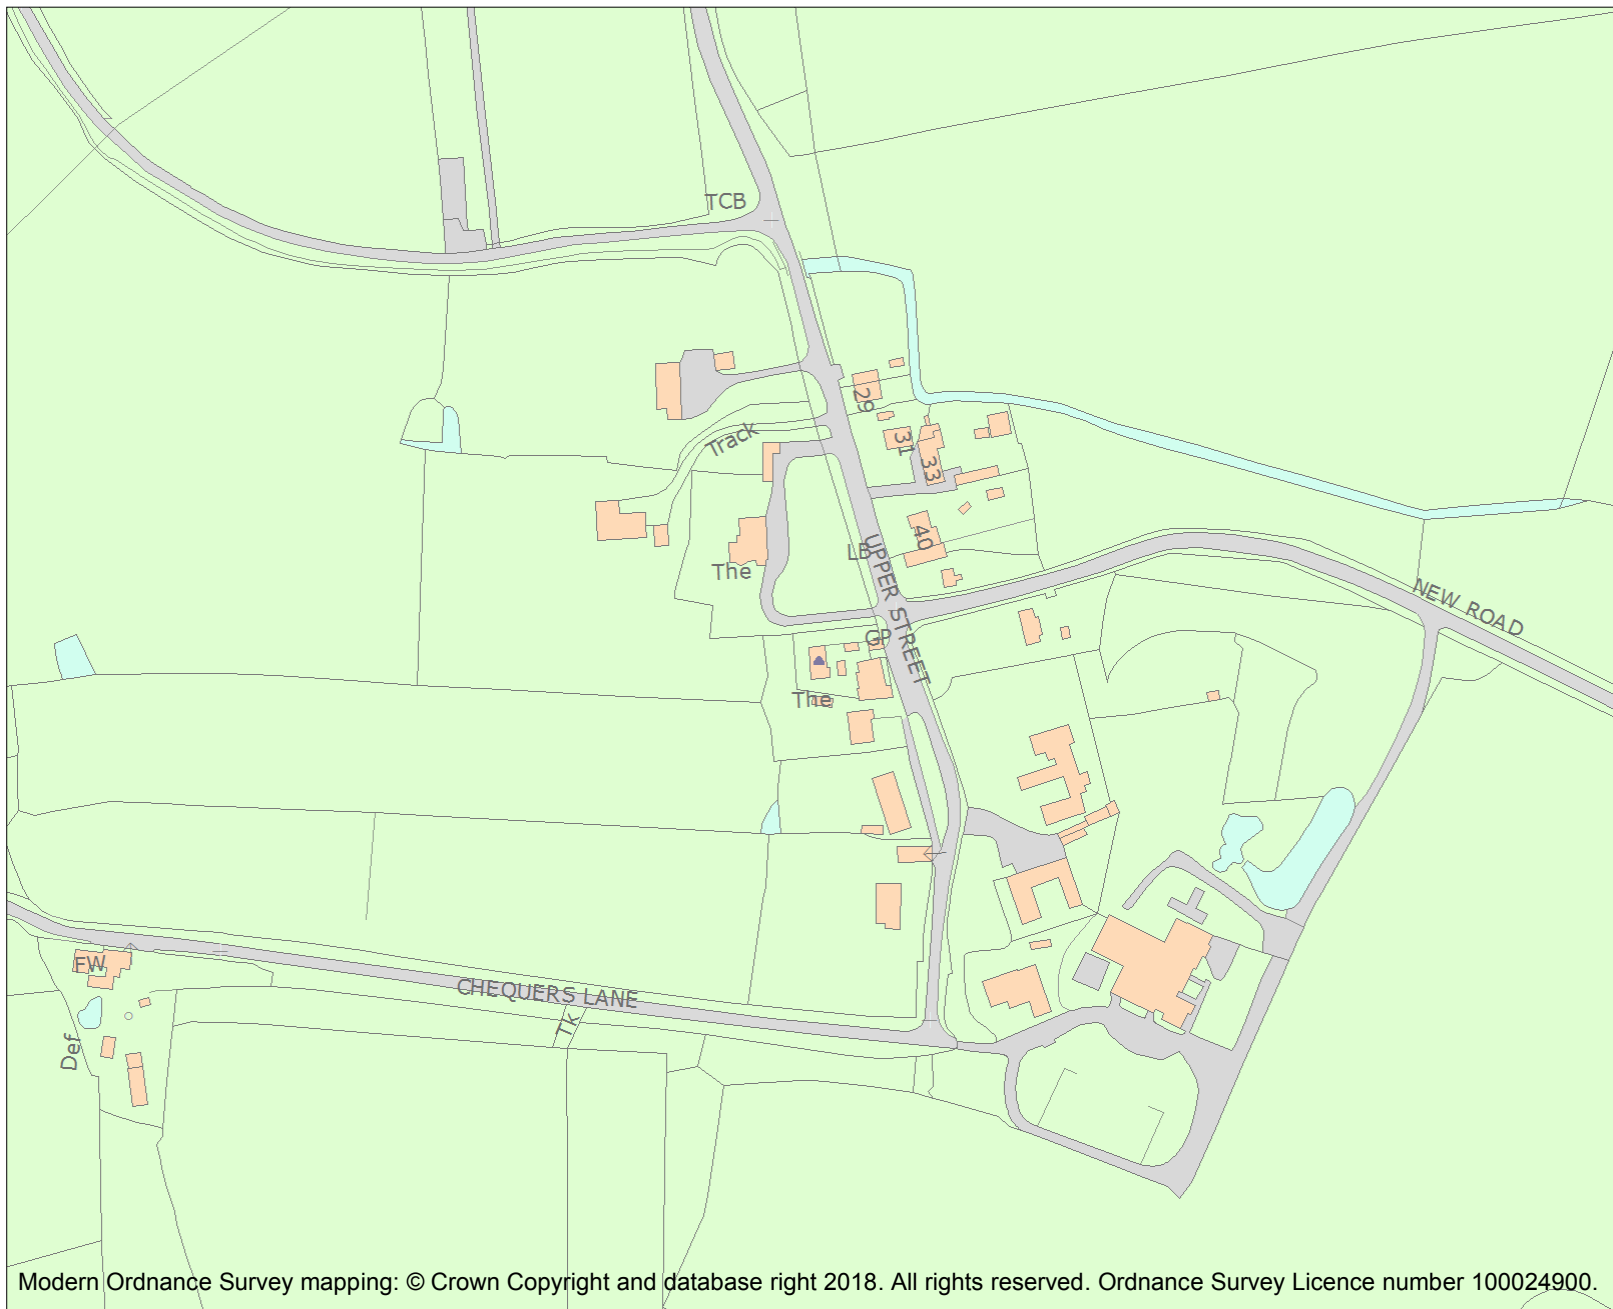 TCB
29
Track
31
33
40
LB
UPPER STREET
The
NEW ROAD
GP
The
FW
CHEQUERS LANE
Tk
Def
Modern Ordnance Survey mapping: © Crown Copyright and database right 2018. All rights reserved. Ordnance Survey Licence number 100024900.